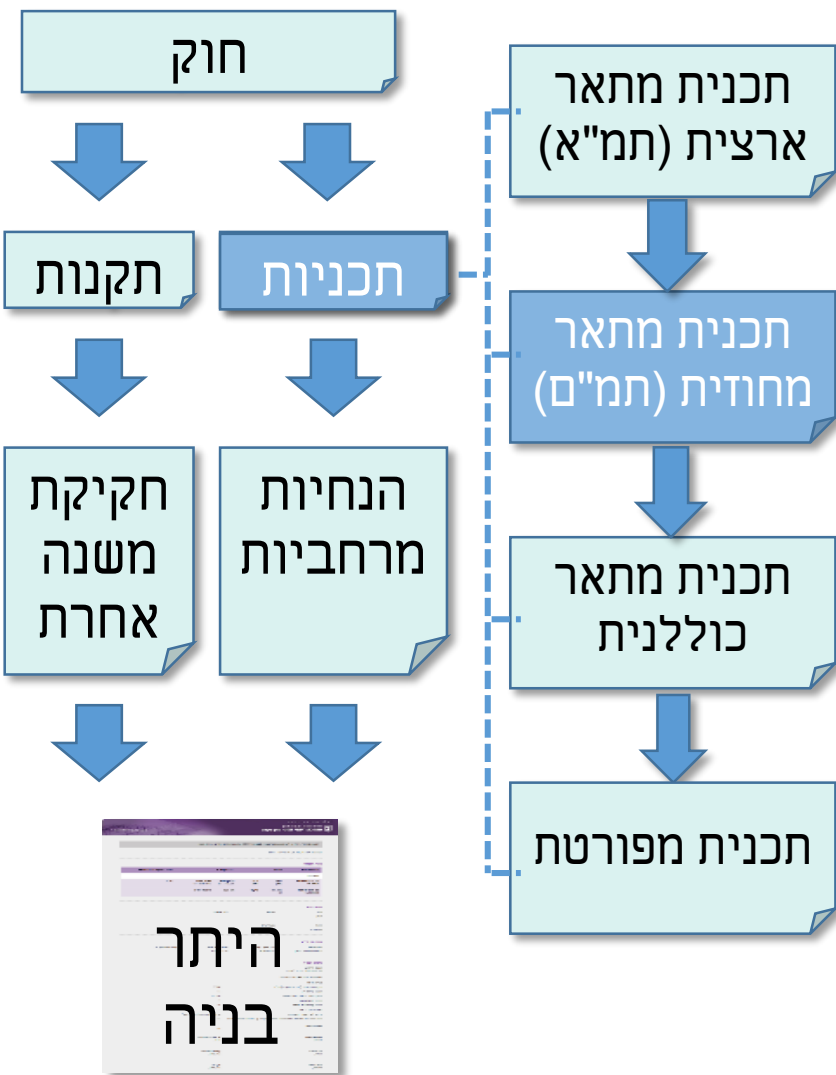 חוק
תכנית מתאר
ארצית (תמ"א)
תקנות
תכניות
תכנית מתאר
מחוזית (תמ"ם)
חקיקת
משנה
אחרת
הנחיות
מרחביות
תכנית מתאר
כוללנית
תכנית מפורטת
היתר
בניה